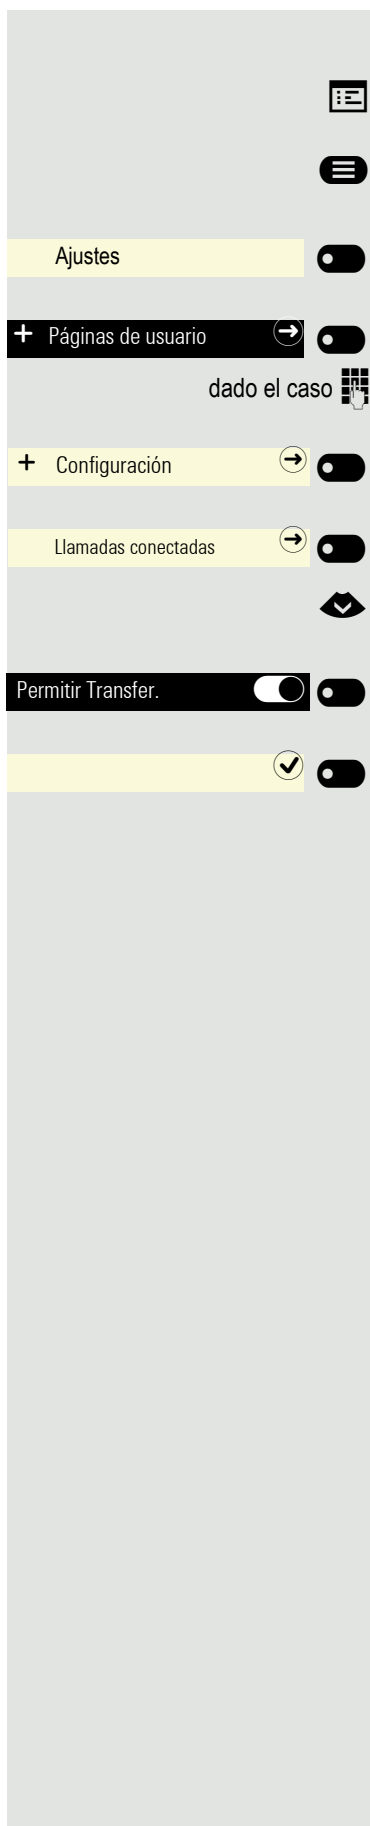 Ajustes
Páginas de usuario
dado el caso
Configuración
Llamadas conectadas
Permitir Transfer.